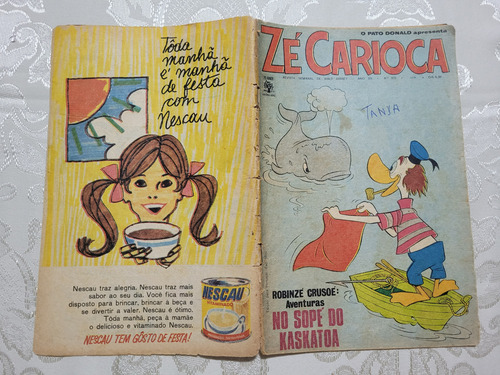 Tôda
manhã
é manhã
de festa
com
Nescau
Nescau traz alegria. Nescau traz mais
sabor ao seu dia. Você fica mais
disposto para brincar, brincar a beça e
se divertir a valer. Nescau é ótimo.
Tôda manhã, peça à mamãe
o delicioso e vitaminado Nescau.
NESCAU TEM GÔSTO DE FESTA!
NESCAU
O PATO DONALD apresenta
ZÉ CARIOCA
TANYA
ROBINZÉ CRUSOÉ:
Aventuras
NO SOPE DO
KASKATOA